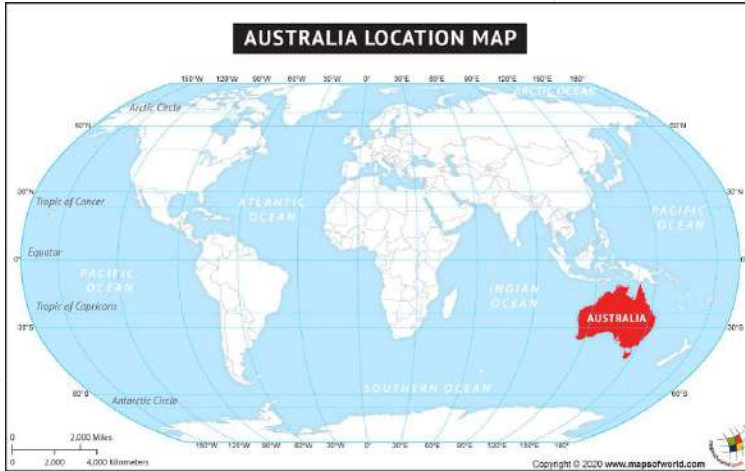 AUSTRALIA LOCATION MAP
150°W 120°W 90°W 60°W 30°W 0° 30°E 60°E 90°E 120°E 150°E 180°
Arctic Circle
ARCTIC OCEAN
60°N 60°N
30°N 30°N
Tropic of Cancer
ATLANTIC
OCEAN
PACIFIC
OCEAN
Equator
0° 0°
PACIFIC
OCEAN
INDIAN
OCEAN
Tropic of Capricorn
AUSTRALIA
30°S 30°S
SOUTHERN OCEAN
60°S 60°S
Antarctic Circle
150°W 120°W 90°W 60°W 30°W 0° 30°E 60°E 90°E 120°E 150°E 180°
0 2,000 Miles
0 2,000 4,000 Kilometers
Copyright © 2020 www.mapsofworld.com